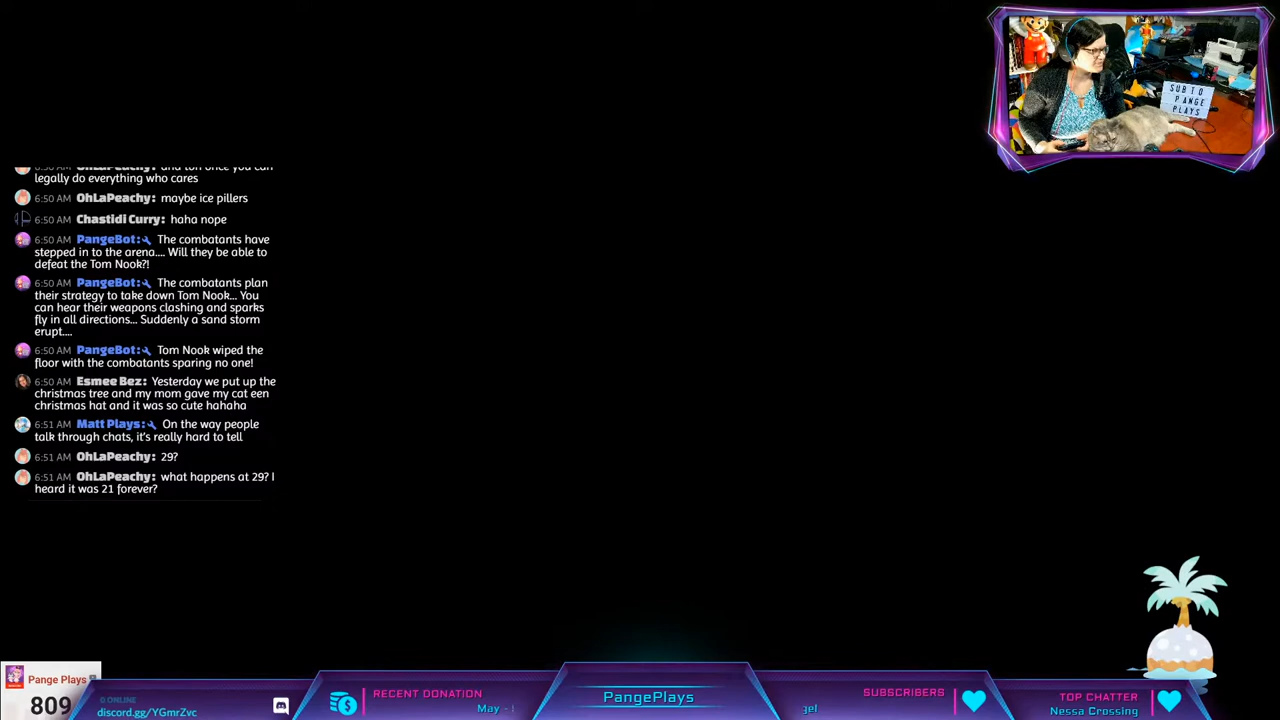 SUB TO
PANGE
PLAYS
legally do everything who cares
6:50 AM OhLaPeachy: maybe ice pillers
6:50 AM Chastidi Curry: haha nope
6:50 AM PangeBot: The combatants have
stepped in to the arena.... Will they be able to
defeat the Tom Nook?!
6:50 AM PangeBot: The combatants plan
their strategy to take down Tom Nook... You
can hear their weapons clashing and sparks
fly in all directions... Suddenly a sand storm
erupt....
6:50 AM PangeBot: Tom Nook wiped the
floor with the combatants sparing no one!
6:50 AM Esmee Bez: Yesterday we put up the
christmas tree and my mom gave my cat een
christmas hat and it was so cute hahaha
6:51 AM Matt Plays: On the way people
talk through chats, it's really hard to tell
6:51 AM OhLaPeachy: 29?
6:51 AM OhLaPeachy: what happens at 29? I
heard it was 21 forever?
Pange Plays
809
ONLINE
discord.gg/YGmrZvc
RECENT DONATION
May -
PangePlays
SUBSCRIBERS
gel
TOP CHATTER
Nessa Crossing